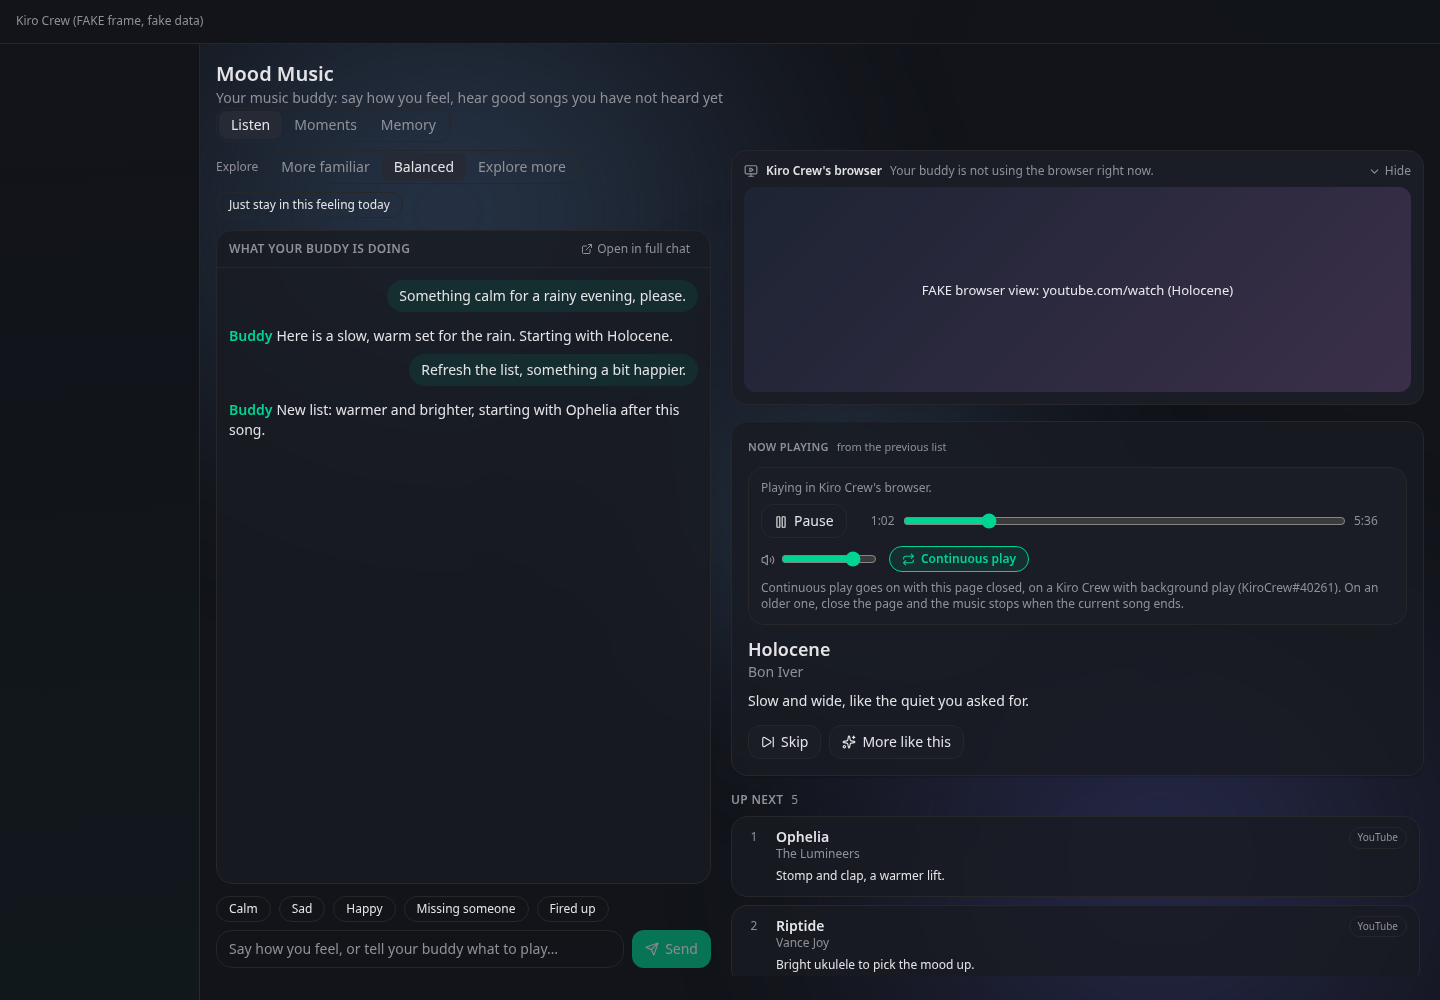 Kiro Crew (FAKE frame, fake data)
Mood Music
Your music buddy: say how you feel, hear good songs you have not heard yet
Listen Moments Memory
Explore More familiar Balanced Explore more
Just stay in this feeling today
WHAT YOUR BUDDY IS DOING Open in full chat
Something calm for a rainy evening, please.
Buddy Here is a slow, warm set for the rain. Starting with Holocene.
Refresh the list, something a bit happier.
Buddy New list: warmer and brighter, starting with Ophelia after this
song.
Calm Sad Happy Missing someone Fired up
Say how you feel, or tell your buddy what to play...
Send
Kiro Crew's browser Your buddy is not using the browser right now. Hide
FAKE browser view: youtube.com/watch (Holocene)
NOW PLAYING from the previous list
Playing in Kiro Crew's browser.
Pause 1:02 5:36
Continuous play
Continuous play goes on with this page closed, on a Kiro Crew with background play (KiroCrew#40261). On an
older one, close the page and the music stops when the current song ends.
Holocene
Bon Iver
Slow and wide, like the quiet you asked for.
Skip More like this
UP NEXT 5
1 Ophelia YouTube
The Lumineers
Stomp and clap, a warmer lift.
2 Riptide YouTube
Vance Joy
Bright ukulele to pick the mood up.